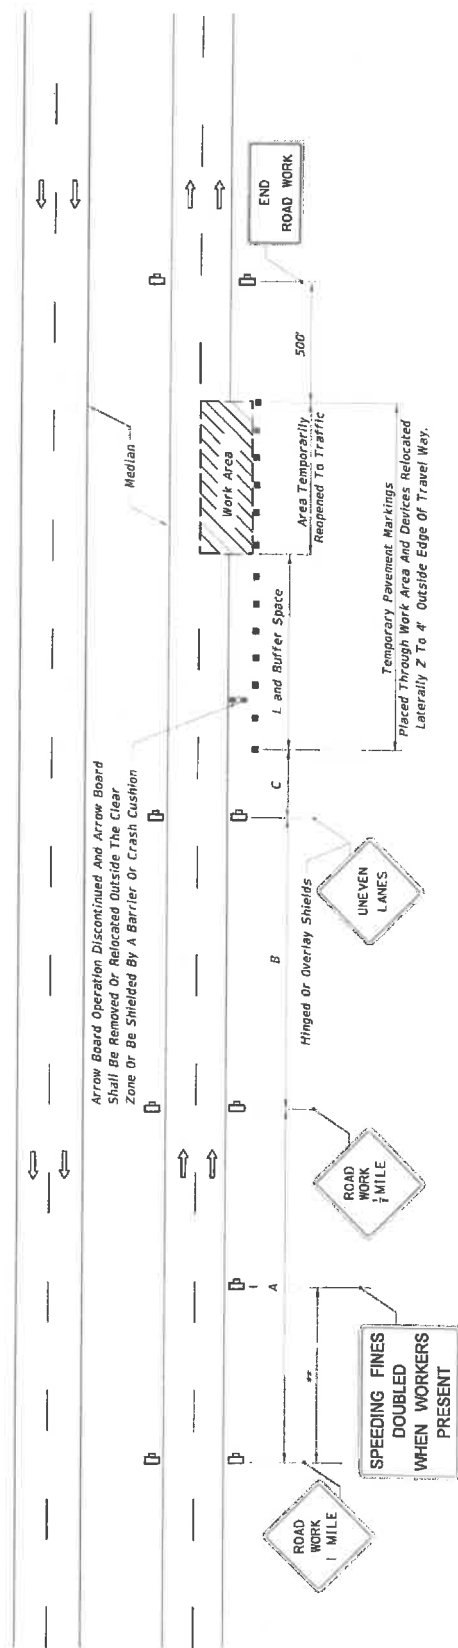 Arrow Board Operation Discontinued And Arrow Board
Shall Be Removed Or Relocated Outside The Clear
Zone Or Be Shielded By A Barrier Or Crash Cushion
Median
Work Area
END
ROAD WORK
500'
Area Temporarily
Reopened To Traffic
L and Buffer Space
Temporary Pavement Markings
Placed Through Work Area And Devices Relocated
Laterally 2' To 4' Outside Edge Of Travel Way.
C
B
A
Hinged Or Overlay Shields
UNEVEN
LANES
ROAD
WORK
1/2 MILE
**
SPEEDING FINES
DOUBLED
WHEN WORKERS
PRESENT
ROAD
WORK
1 MILE